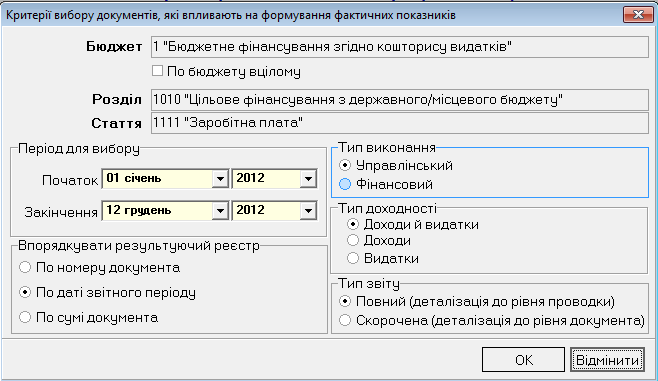 Критерії вибору документів, які впливають на формування фактичних показників
Бюджет 1 "Бюджетне фінансування згідно кошторису видатків"
По бюджету вцілому
Розділ 1010 "Цільове фінансування з державного/місцевого бюджету"
Стаття 1111 "Заробітна плата"
Період для вибору
Початок 01 січень 2012
Закінчення 12 грудень 2012
Впорядкувати результуючий реєстр
По номеру документа
По даті звітного періоду
По сумі документа
Тип виконання
Управлінський
Фінансовий
Тип доходності
Доходи й видатки
Доходи
Видатки
Тип звіту
Повний (деталізація до рівня проводки)
Скорочена (деталізація до рівня документа)
OK Відмінити